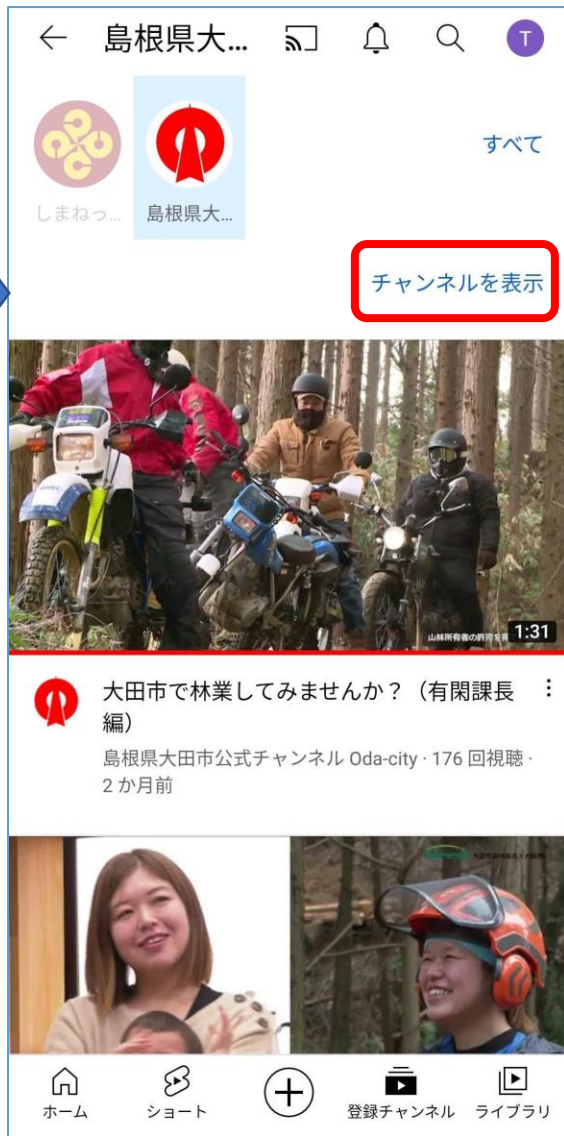 島根県大...
T
すべて
しまねっ...
島根県大...
チャンネルを表示
1:31
大田市で林業してみませんか？（有閑課長
編）
島根県大田市公式チャンネル Oda-city · 176 回視聴 ·
2 か月前
ホーム
ショート
登録チャンネル
ライブラリ